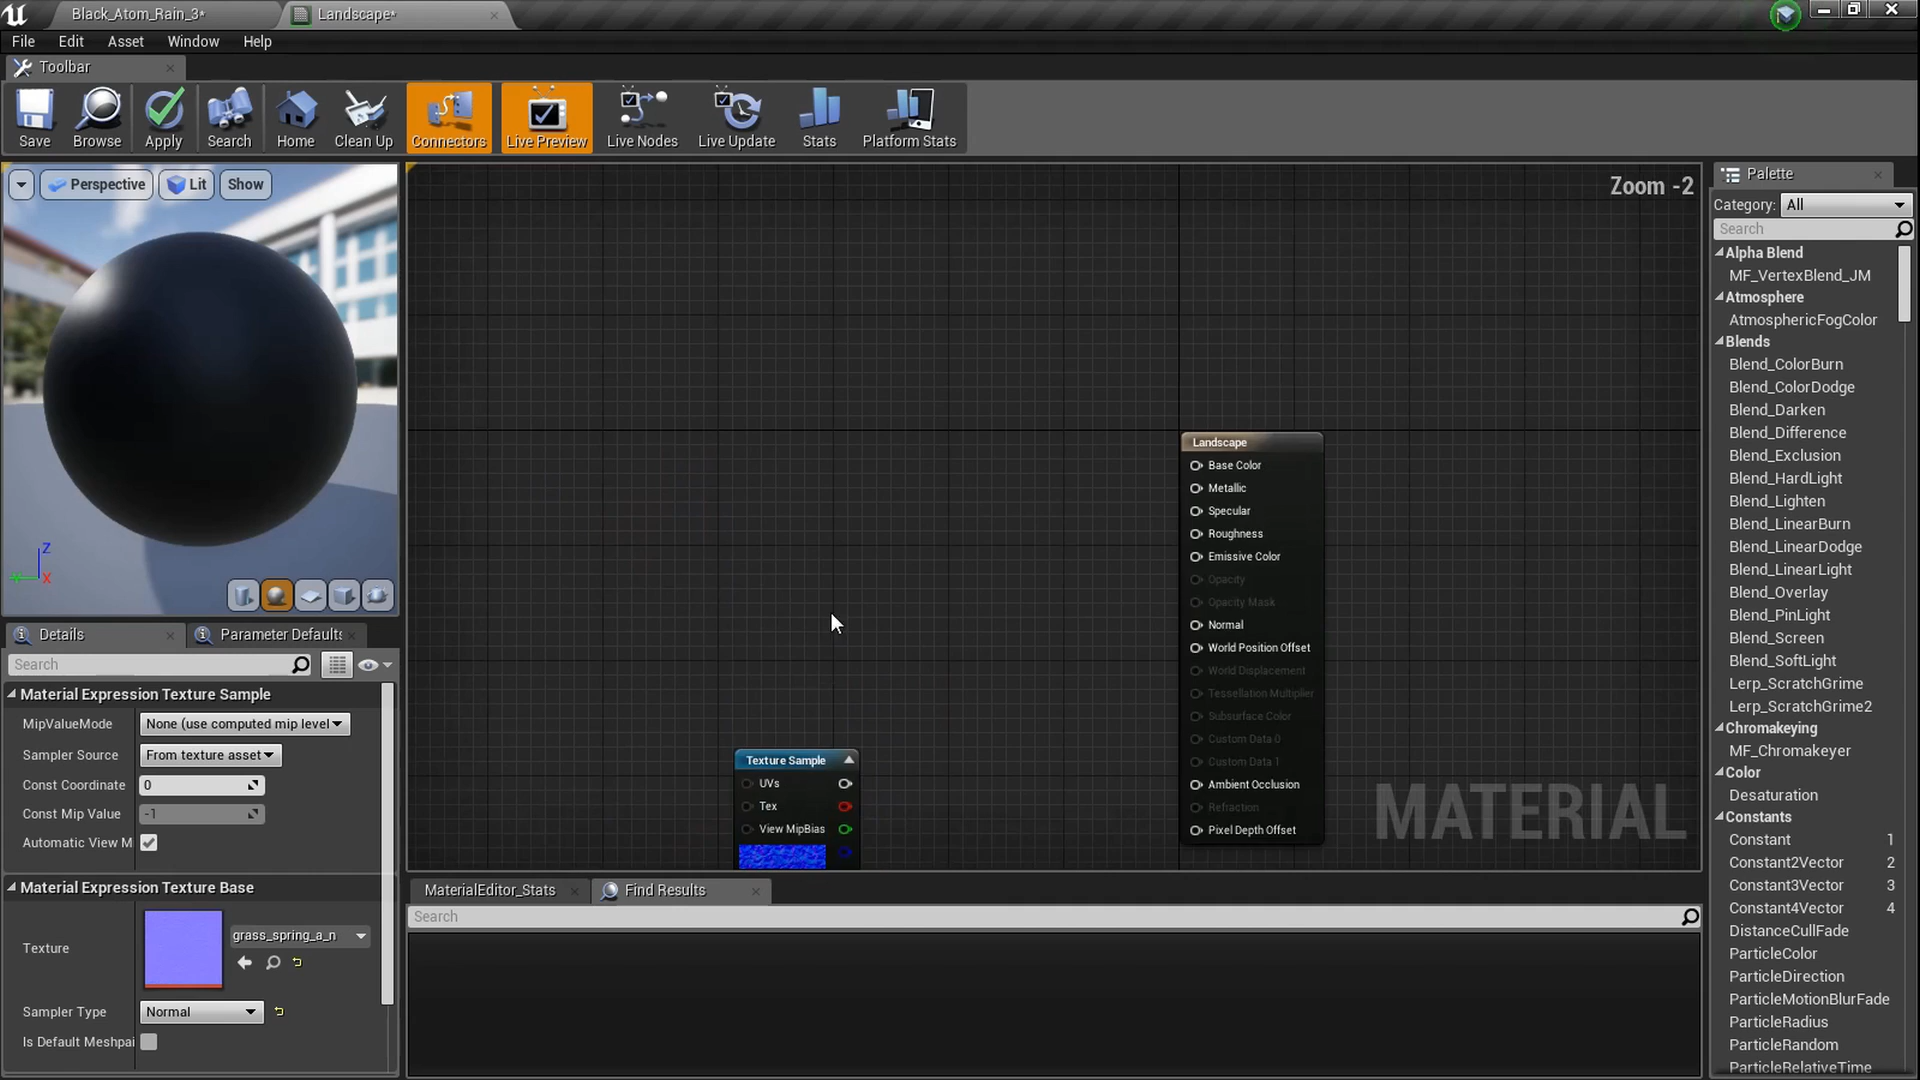 Black_Atom_Rain_3*
Landscape*
File Edit Asset Window Help
Toolbar
Save Browse Apply Search Home Clean Up Connectors Live Preview Live Nodes Live Update Stats Platform Stats
Perspective Lit Show
Z
X
Details
Parameter Defaults
Search
Material Expression Texture Sample
MipValueMode None (use computed mip level
Sampler Source From texture asset
Const Coordinate 0
Const Mip Value -1
Automatic View M
Material Expression Texture Base
Texture grass_spring_a_n
Sampler Type Normal
Is Default Meshpai
Zoom -2
Texture Sample
UVs
Tex
View MipBias
Landscape
Base Color
Metallic
Specular
Roughness
Emissive Color
Opacity
Opacity Mask
Normal
World Position Offset
World Displacement
Tessellation Multiplier
Subsurface Color
Custom Data 0
Custom Data 1
Ambient Occlusion
Refraction
Pixel Depth Offset
MATERIAL
MaterialEditor_Stats
Find Results
Search
Palette
Category: All
Search
Alpha Blend
MF_VertexBlend_JM
Atmosphere
AtmosphericFogColor
Blends
Blend_ColorBurn
Blend_ColorDodge
Blend_Darken
Blend_Difference
Blend_Exclusion
Blend_HardLight
Blend_Lighten
Blend_LinearBurn
Blend_LinearDodge
Blend_LinearLight
Blend_Overlay
Blend_PinLight
Blend_Screen
Blend_SoftLight
Lerp_ScratchGrime
Lerp_ScratchGrime2
Chromakeying
MF_Chromakeyer
Color
Desaturation
Constants
Constant 1
Constant2Vector 2
Constant3Vector 3
Constant4Vector 4
DistanceCullFade
ParticleColor
ParticleDirection
ParticleMotionBlurFade
ParticleRadius
ParticleRandom
ParticleRelativeTime